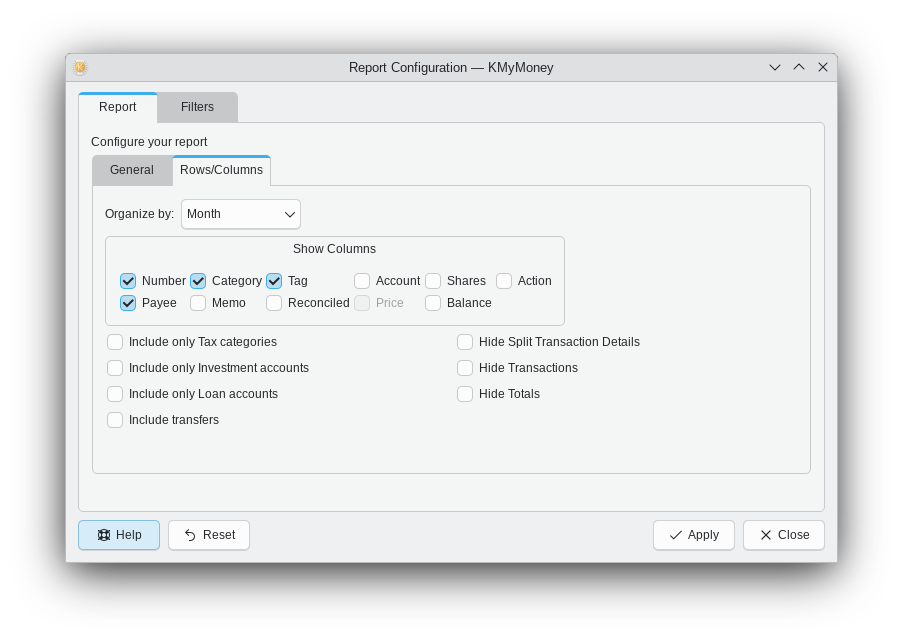 Report Configuration — KMyMoney
Report Filters
Configure your report
General Rows/Columns
Organize by: Month
Show Columns
Number Category Tag Account Shares Action
Payee Memo Reconciled Price Balance
Include only Tax categories Hide Split Transaction Details
Include only Investment accounts Hide Transactions
Include only Loan accounts Hide Totals
Include transfers
Help Reset Apply Close